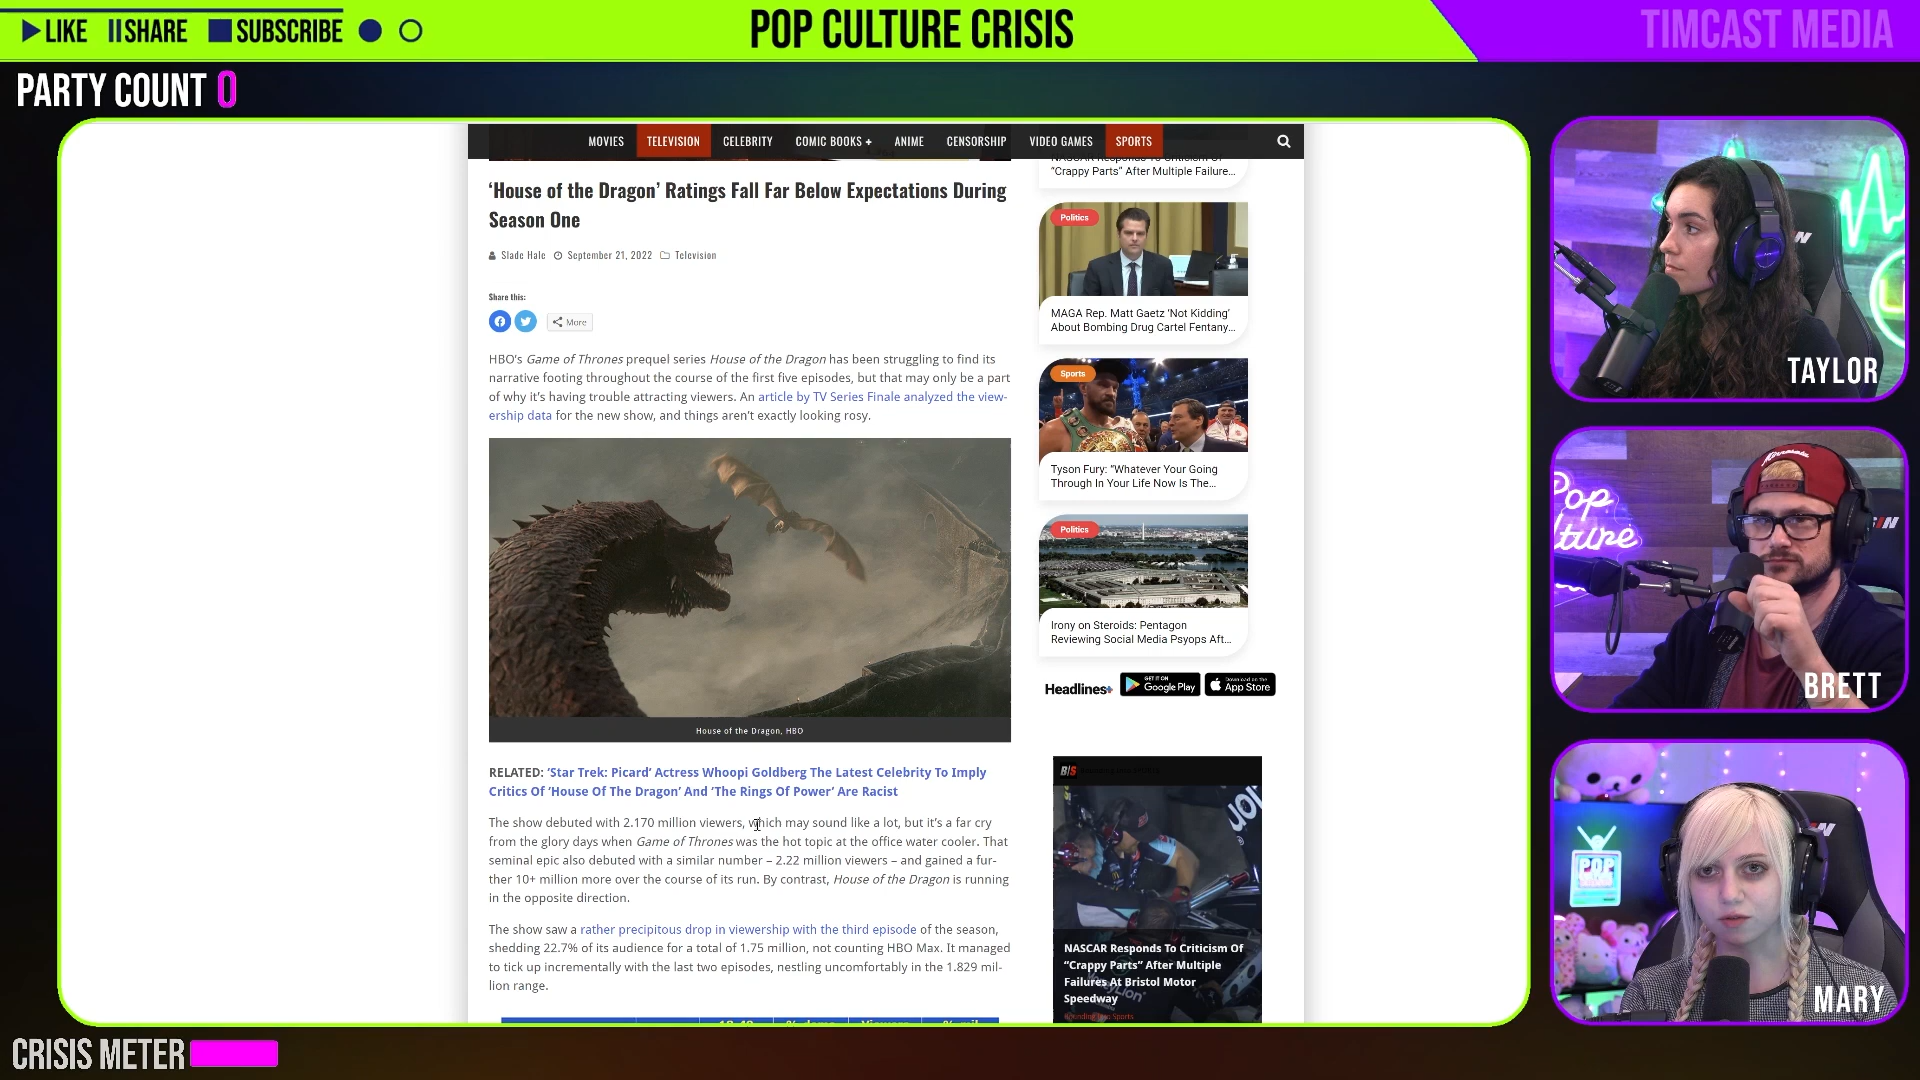 LIKE SHARE SUBSCRIBE
POP CULTURE CRISIS
TIMCAST MEDIA
PARTY COUNT 0
MOVIES TELEVISION CELEBRITY COMIC BOOKS + ANIME CENSORSHIP VIDEO GAMES SPORTS
‘House of the Dragon’ Ratings Fall Far Below Expectations During
Season One
Slade Hale September 21, 2022 Television
Share this:
More
HBO’s Game of Thrones prequel series House of the Dragon has been struggling to find its
narrative footing throughout the course of the first five episodes, but that may only be a part
of why it’s having trouble attracting viewers. An article by TV Series Finale analyzed the view-
ership data for the new show, and things aren’t exactly looking rosy.
House of the Dragon, HBO
RELATED: ‘Star Trek: Picard’ Actress Whoopi Goldberg The Latest Celebrity To Imply
Critics Of ‘House Of The Dragon’ And ‘The Rings Of Power’ Are Racist
The show debuted with 2.170 million viewers, which may sound like a lot, but it’s a far cry
from the glory days when Game of Thrones was the hot topic at the office water cooler. That
seminal epic also debuted with a similar number – 2.22 million viewers – and gained a fur-
ther 10+ million more over the course of its run. By contrast, House of the Dragon is running
in the opposite direction.
The show saw a rather precipitous drop in viewership with the third episode of the season,
shedding 22.7% of its audience for a total of 1.75 million, not counting HBO Max. It managed
to tick up incrementally with the last two episodes, nestling uncomfortably in the 1.829 mil-
lion range.
NASCAR Responds To Criticism Of
“Crappy Parts” After Multiple Failure...
Politics
MAGA Rep. Matt Gaetz ‘Not Kidding’
About Bombing Drug Cartel Fentany...
Sports
Tyson Fury: “Whatever Your Going
Through In Your Life Now Is The...
Politics
Irony on Steroids: Pentagon
Reviewing Social Media Psyops Aft...
Headlines+
GET IT ON
Google Play
Download on the
App Store
B/S
NASCAR Responds To Criticism Of
“Crappy Parts” After Multiple
Failures At Bristol Motor
Speedway
TAYLOR
Minnesota
Pop
BRETT
POP
MARY
CRISIS METER